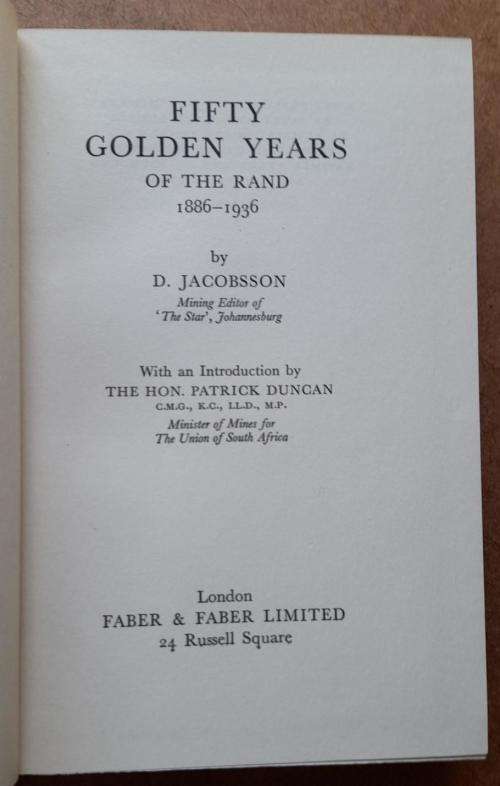 FIFTY
GOLDEN YEARS
OF THE RAND
1886–1936
by
D. JACOBSSON
Mining Editor of
'The Star', Johannesburg
With an Introduction by
THE HON. PATRICK DUNCAN
C.M.G., K.C., LL.D., M.P.
Minister of Mines for
The Union of South Africa
London
FABER & FABER LIMITED
24 Russell Square